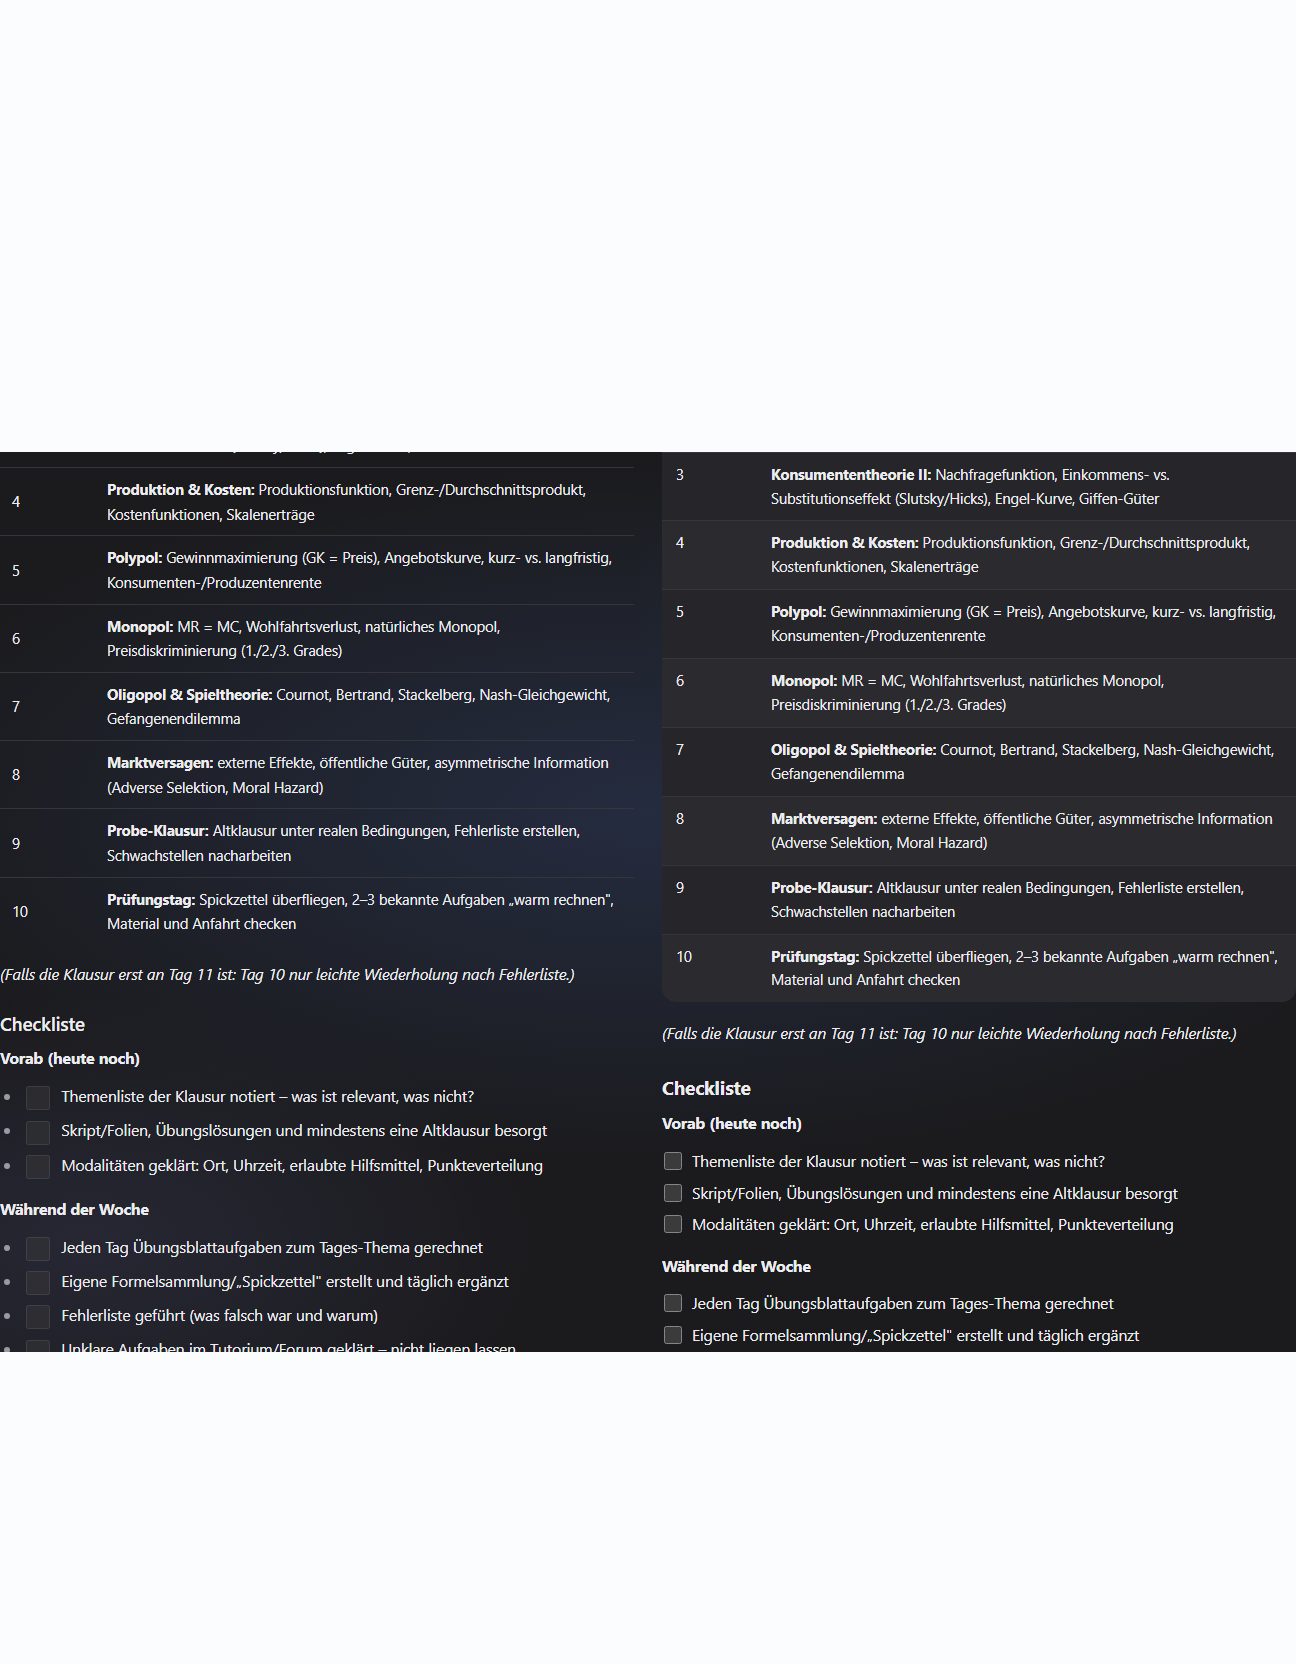 4
Produktion & Kosten: Produktionsfunktion, Grenz-/Durchschnittsprodukt,
Kostenfunktionen, Skalenerträge
5
Polypol: Gewinnmaximierung (GK = Preis), Angebotskurve, kurz- vs. langfristig,
Konsumenten-/Produzentenrente
6
Monopol: MR = MC, Wohlfahrtsverlust, natürliches Monopol,
Preisdiskriminierung (1./2./3. Grades)
7
Oligopol & Spieltheorie: Cournot, Bertrand, Stackelberg, Nash-Gleichgewicht,
Gefangenendilemma
8
Marktversagen: externe Effekte, öffentliche Güter, asymmetrische Information
(Adverse Selektion, Moral Hazard)
9
Probe-Klausur: Altklausur unter realen Bedingungen, Fehlerliste erstellen,
Schwachstellen nacharbeiten
10
Prüfungstag: Spickzettel überfliegen, 2–3 bekannte Aufgaben „warm rechnen",
Material und Anfahrt checken
(Falls die Klausur erst an Tag 11 ist: Tag 10 nur leichte Wiederholung nach Fehlerliste.)
Checkliste
Vorab (heute noch)
Themenliste der Klausur notiert – was ist relevant, was nicht?
Skript/Folien, Übungslösungen und mindestens eine Altklausur besorgt
Modalitäten geklärt: Ort, Uhrzeit, erlaubte Hilfsmittel, Punkteverteilung
Während der Woche
Jeden Tag Übungsblattaufgaben zum Tages-Thema gerechnet
Eigene Formelsammlung/„Spickzettel" erstellt und täglich ergänzt
Fehlerliste geführt (was falsch war und warum)
Unklare Aufgaben im Tutorium/Forum geklärt – nicht liegen lassen
3
Konsumententheorie II: Nachfragefunktion, Einkommens- vs.
Substitutionseffekt (Slutsky/Hicks), Engel-Kurve, Giffen-Güter
4
Produktion & Kosten: Produktionsfunktion, Grenz-/Durchschnittsprodukt,
Kostenfunktionen, Skalenerträge
5
Polypol: Gewinnmaximierung (GK = Preis), Angebotskurve, kurz- vs. langfristig,
Konsumenten-/Produzentenrente
6
Monopol: MR = MC, Wohlfahrtsverlust, natürliches Monopol,
Preisdiskriminierung (1./2./3. Grades)
7
Oligopol & Spieltheorie: Cournot, Bertrand, Stackelberg, Nash-Gleichgewicht,
Gefangenendilemma
8
Marktversagen: externe Effekte, öffentliche Güter, asymmetrische Information
(Adverse Selektion, Moral Hazard)
9
Probe-Klausur: Altklausur unter realen Bedingungen, Fehlerliste erstellen,
Schwachstellen nacharbeiten
10
Prüfungstag: Spickzettel überfliegen, 2–3 bekannte Aufgaben „warm rechnen",
Material und Anfahrt checken
(Falls die Klausur erst an Tag 11 ist: Tag 10 nur leichte Wiederholung nach Fehlerliste.)
Checkliste
Vorab (heute noch)
Themenliste der Klausur notiert – was ist relevant, was nicht?
Skript/Folien, Übungslösungen und mindestens eine Altklausur besorgt
Modalitäten geklärt: Ort, Uhrzeit, erlaubte Hilfsmittel, Punkteverteilung
Während der Woche
Jeden Tag Übungsblattaufgaben zum Tages-Thema gerechnet
Eigene Formelsammlung/„Spickzettel" erstellt und täglich ergänzt